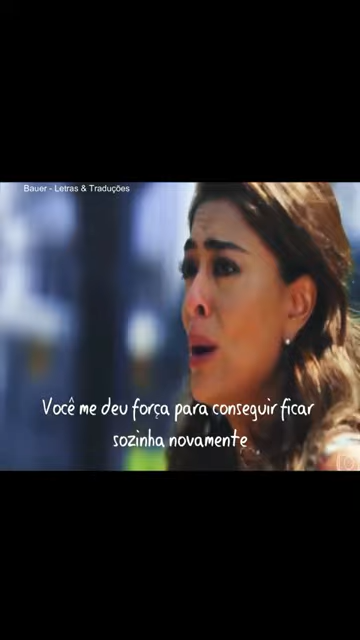 Bauer - Letras & Traduções
Você me deu força para conseguir ficar
sozinha novamente